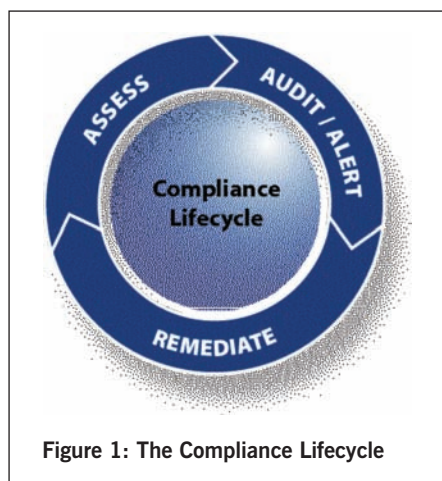 ASSESS
AUDIT / ALERT
Compliance
Lifecycle
REMEDIATE
Figure 1: The Compliance Lifecycle